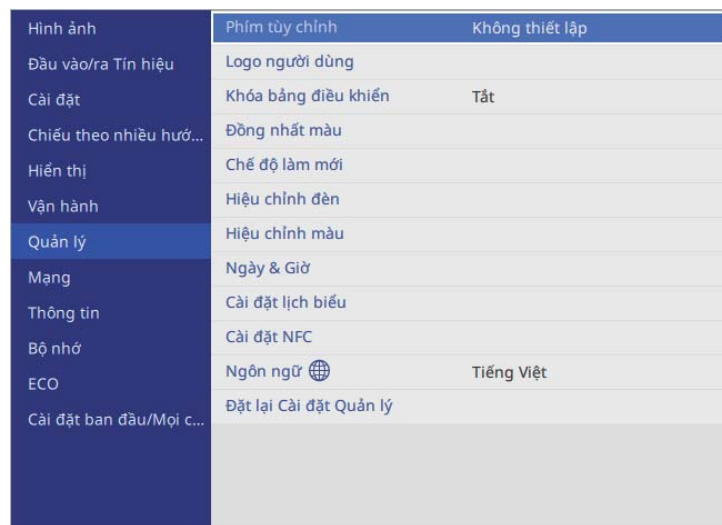 Hình ảnh
Đầu vào/ra Tín hiệu
Cài đặt
Chiếu theo nhiều hướ...
Hiển thị
Vận hành
Quản lý
Mạng
Thông tin
Bộ nhớ
ECO
Cài đặt ban đầu/Mọi c...
Phím tùy chỉnh Không thiết lập
Logo người dùng
Khóa bảng điều khiển Tắt
Đồng nhất màu
Chế độ làm mới
Hiệu chỉnh đèn
Hiệu chỉnh màu
Ngày & Giờ
Cài đặt lịch biểu
Cài đặt NFC
Ngôn ngữ Tiếng Việt
Đặt lại Cài đặt Quản lý